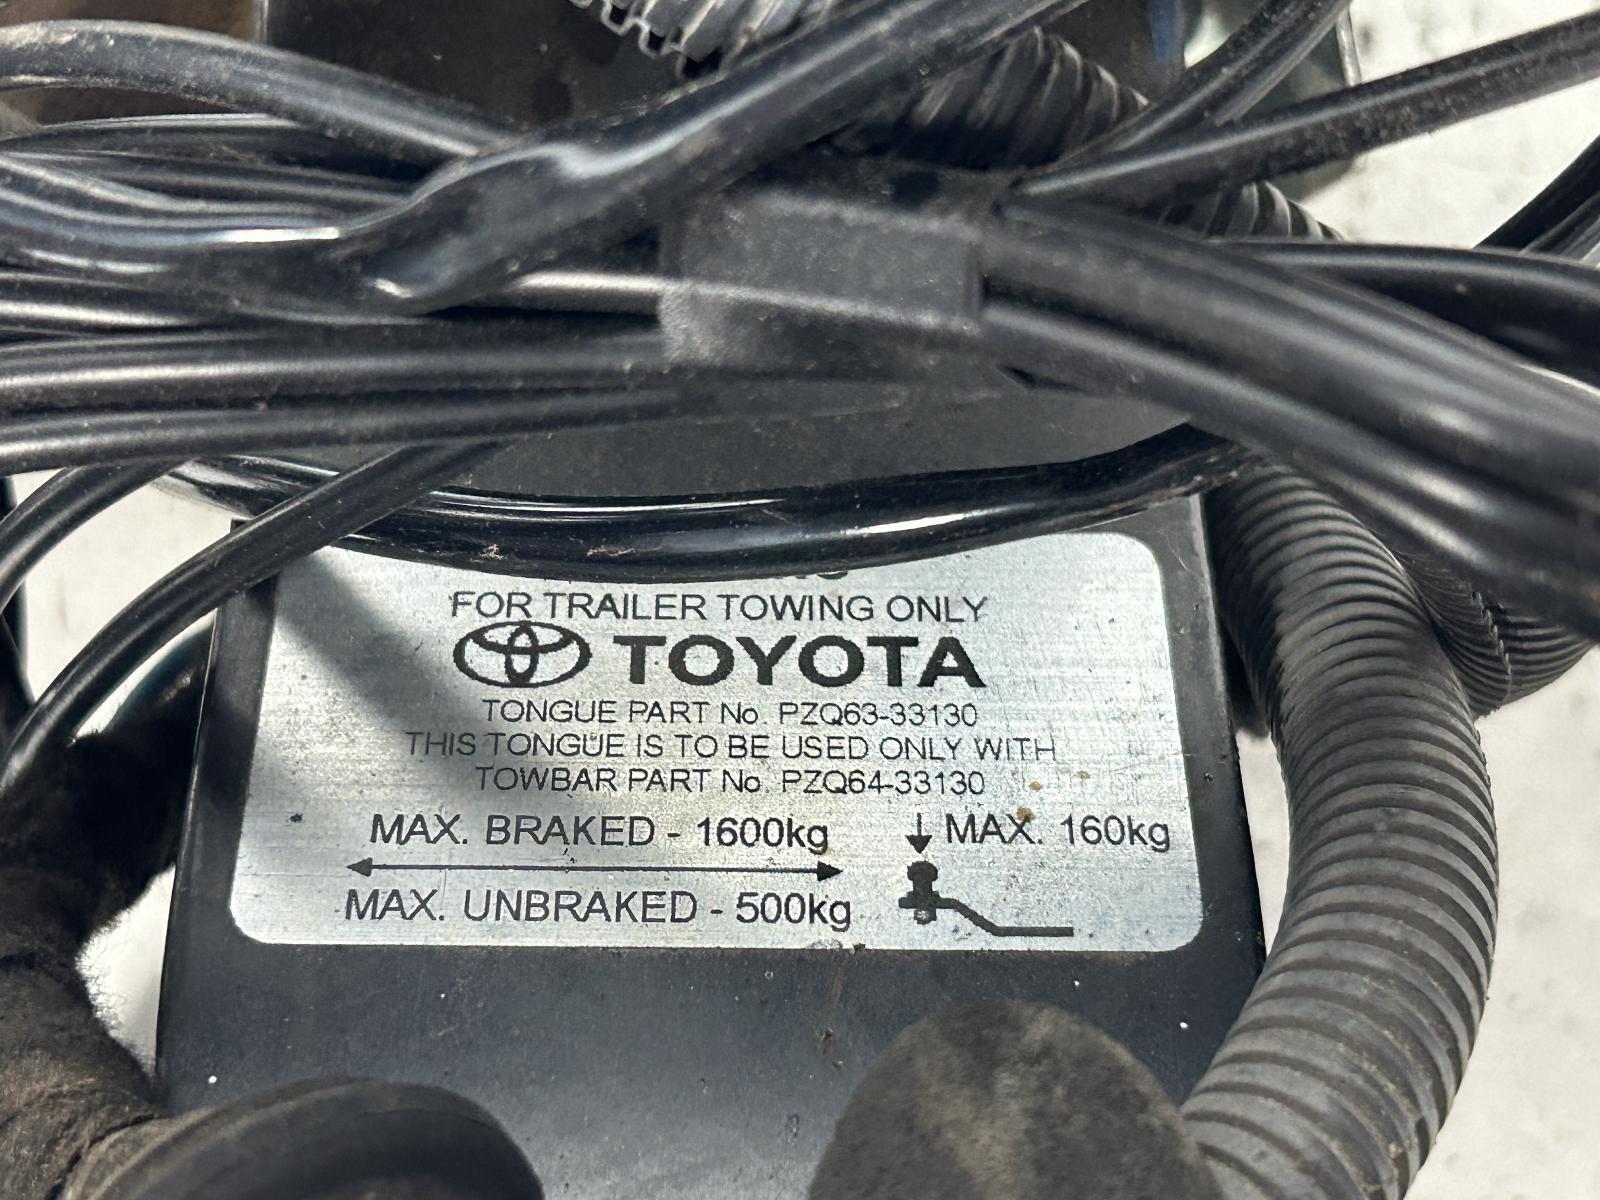 FOR TRAILER TOWING ONLY
TOYOTA
TONGUE PART No. PZQ63-33130
THIS TONGUE IS TO BE USED ONLY WITH
TOWBAR PART No. PZQ64-33130
MAX. BRAKED - 1600kg
MAX. UNBRAKED - 500kg
MAX. 160kg